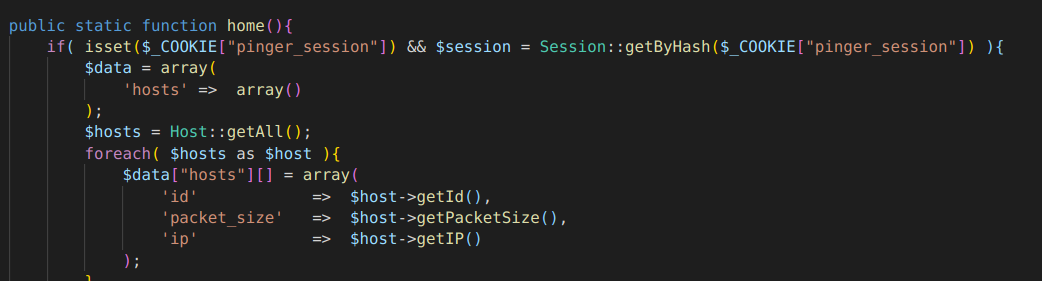 public static function home(){
if( isset($_COOKIE["pinger_session"]) && $session = Session::getByHash($_COOKIE["pinger_session"]) ){
$data = array(
'hosts' => array()
);
$hosts = Host::getAll();
foreach( $hosts as $host ){
$data["hosts"][] = array(
'id' => $host->getId(),
'packet_size' => $host->getPacketSize(),
'ip' => $host->getIP()
);
}